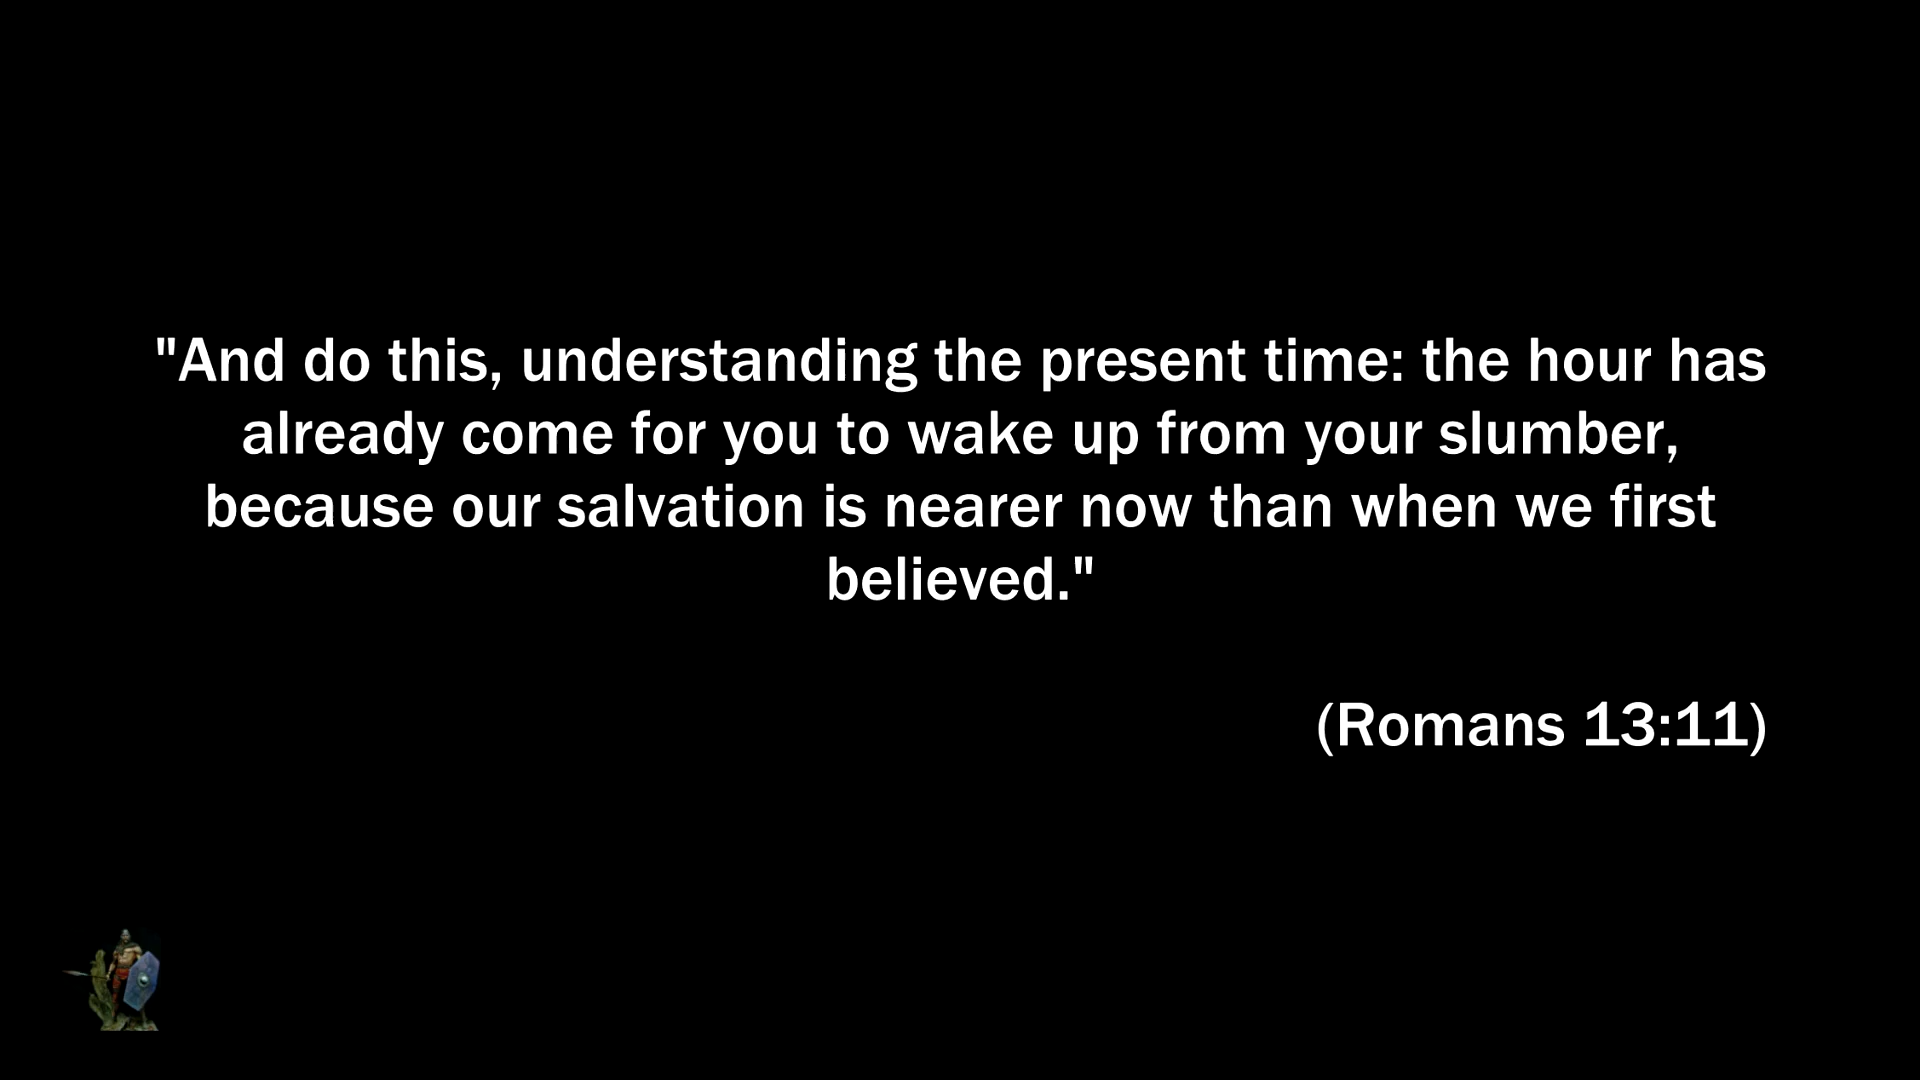 "And do this, understanding the present time: the hour has
already come for you to wake up from your slumber,
because our salvation is nearer now than when we first
believed."
(Romans 13:11)